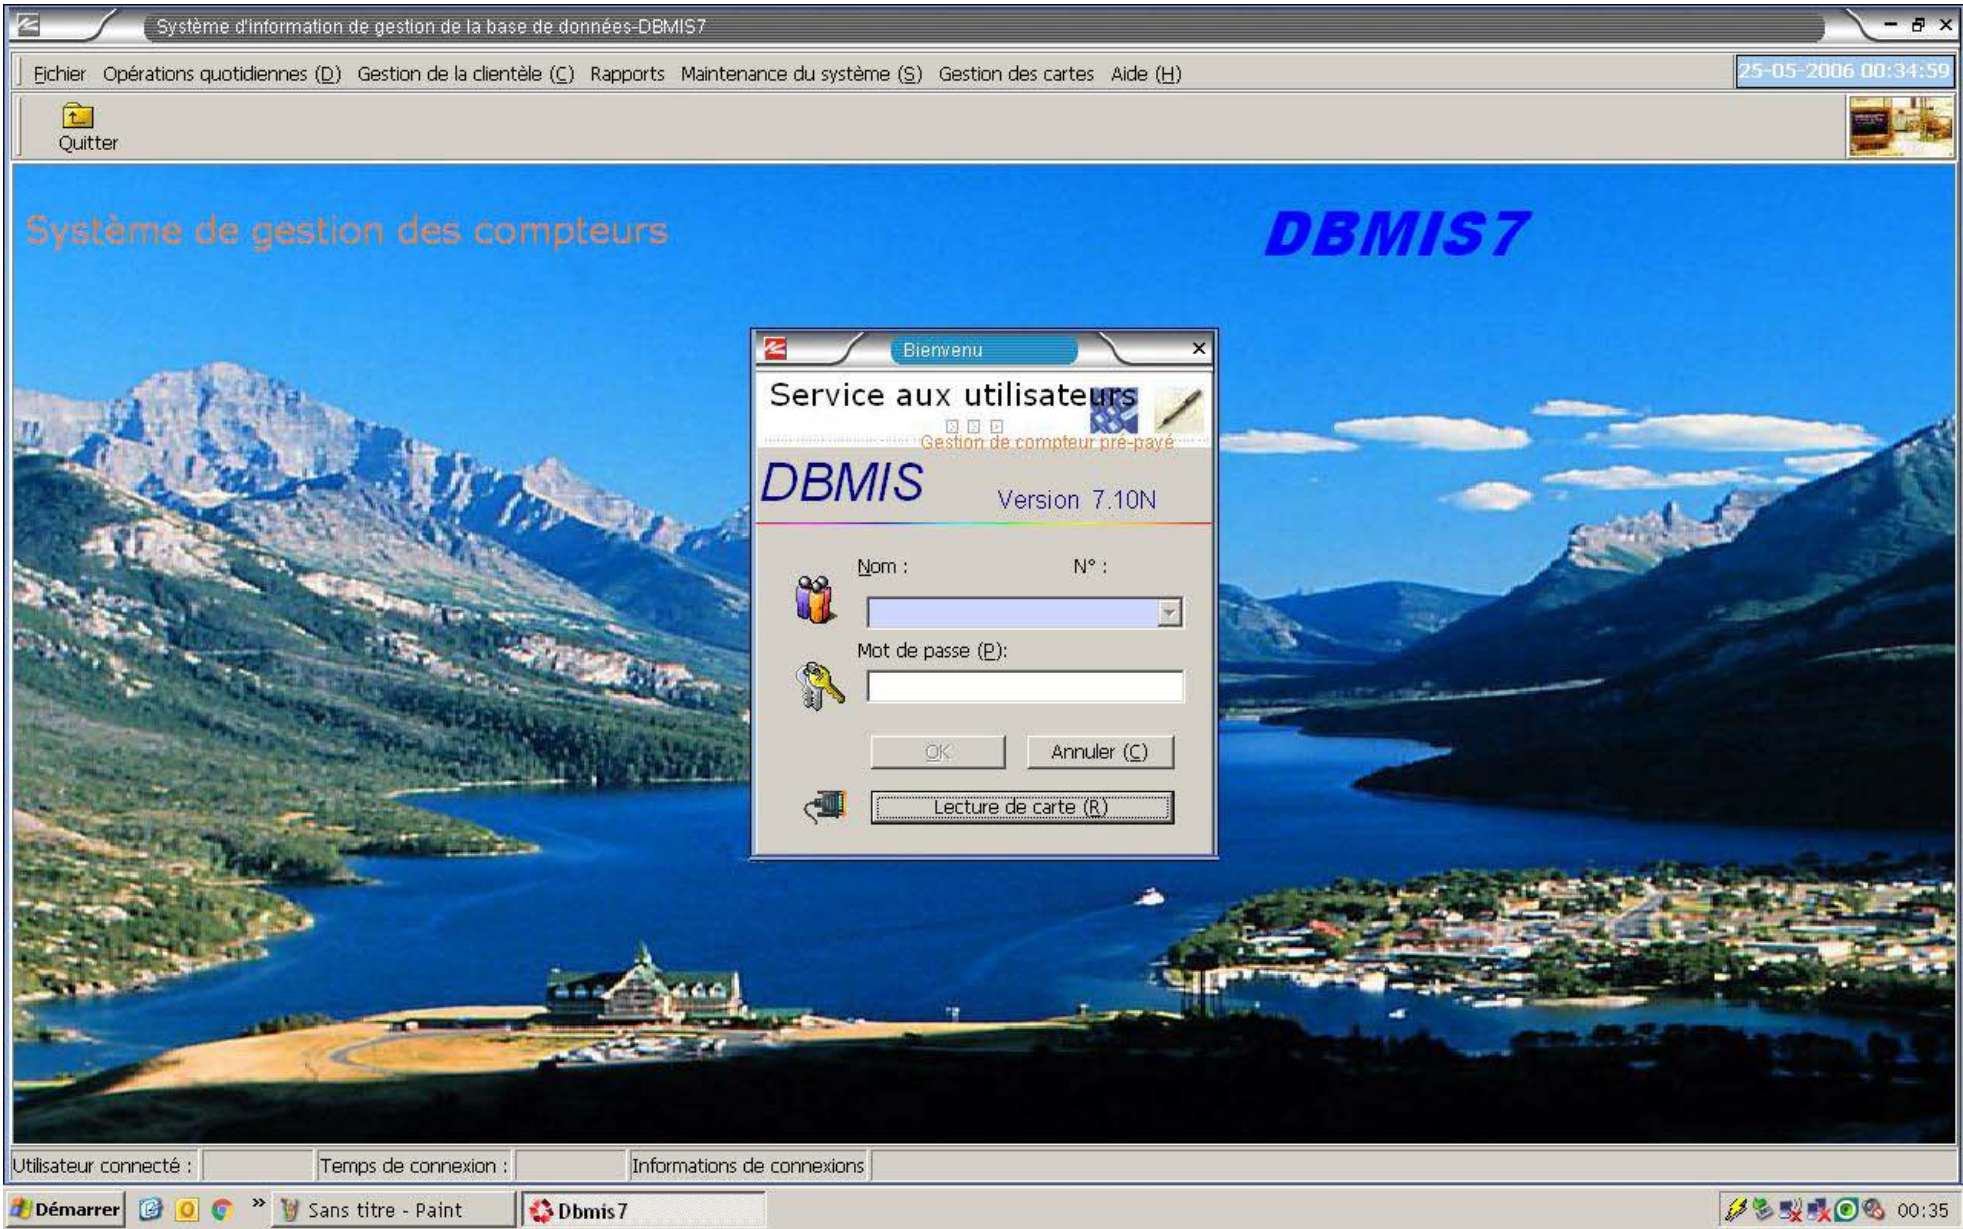 Système d'information de gestion de la base de données-DBMIS7
Fichier Opérations quotidiennes (D) Gestion de la clientèle (C) Rapports Maintenance du système (S) Gestion des cartes Aide (H) 25-05-2006 00:34:59
Quitter
Système de gestion des compteurs DBMIS7
Bienvenu
Service aux utilisateurs
Gestion de compteur pré-payé
DBMIS Version 7.10N
Nom : N° :
Mot de passe (P):
OK Annuler (C)
Lecture de carte (R)
Utilisateur connecté : Temps de connexion : Informations de connexions
Démarrer » Sans titre - Paint Dbmis7 00:35